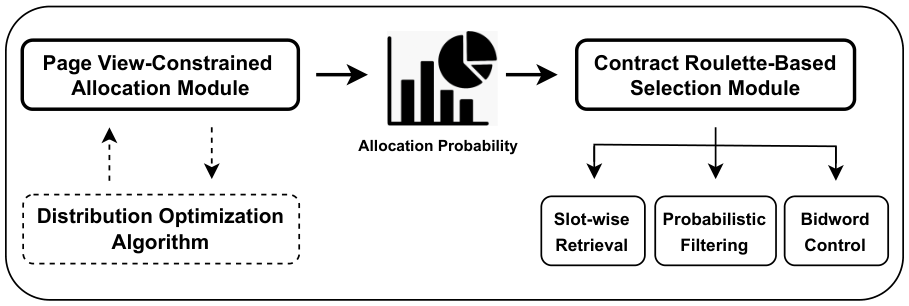 Page View-Constrained
Allocation Module
Distribution Optimization
Algorithm
Allocation Probability
Contract Roulette-Based
Selection Module
Slot-wise
Retrieval
Probabilistic
Filtering
Bidword
Control